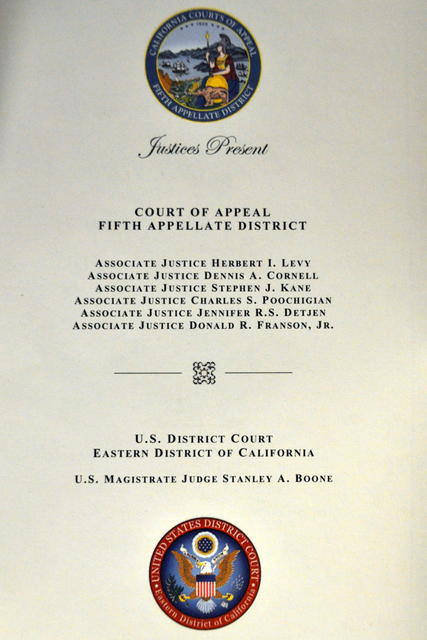 CALIFORNIA COURTS OF APPEAL
FIFTH APPELLATE DISTRICT
Justices Present
COURT OF APPEAL
FIFTH APPELLATE DISTRICT
ASSOCIATE JUSTICE HERBERT I. LEVY
ASSOCIATE JUSTICE DENNIS A. CORNELL
ASSOCIATE JUSTICE STEPHEN J. KANE
ASSOCIATE JUSTICE CHARLES S. POOCHIGIAN
ASSOCIATE JUSTICE JENNIFER R.S. DETJEN
ASSOCIATE JUSTICE DONALD R. FRANSON, JR.
U.S. DISTRICT COURT
EASTERN DISTRICT OF CALIFORNIA
U.S. MAGISTRATE JUDGE STANLEY A. BOONE
UNITED STATES DISTRICT COURT
Eastern District of California